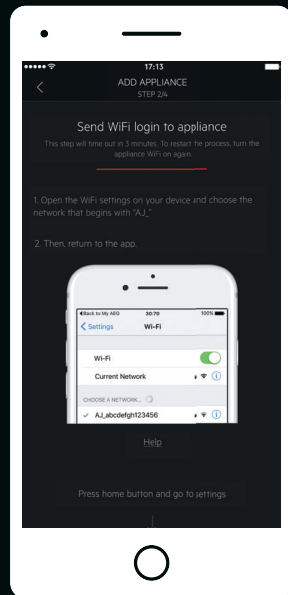 17:13
ADD APPLIANCE
STEP 2/4
Send WiFi login to appliance
This step will time out in 3 minutes. To restart the process, turn the
appliance WiFi on again.
1. Open the WiFi settings on your device and choose the
network that begins with "AJ_"
2. Then, return to the app.
Back to My AEG 30:70 100%
Settings Wi-Fi
Wi-Fi
Current Network
CHOOSE A NETWORK...
AJ_abcdefgh123456
Help
Press home button and go to settings